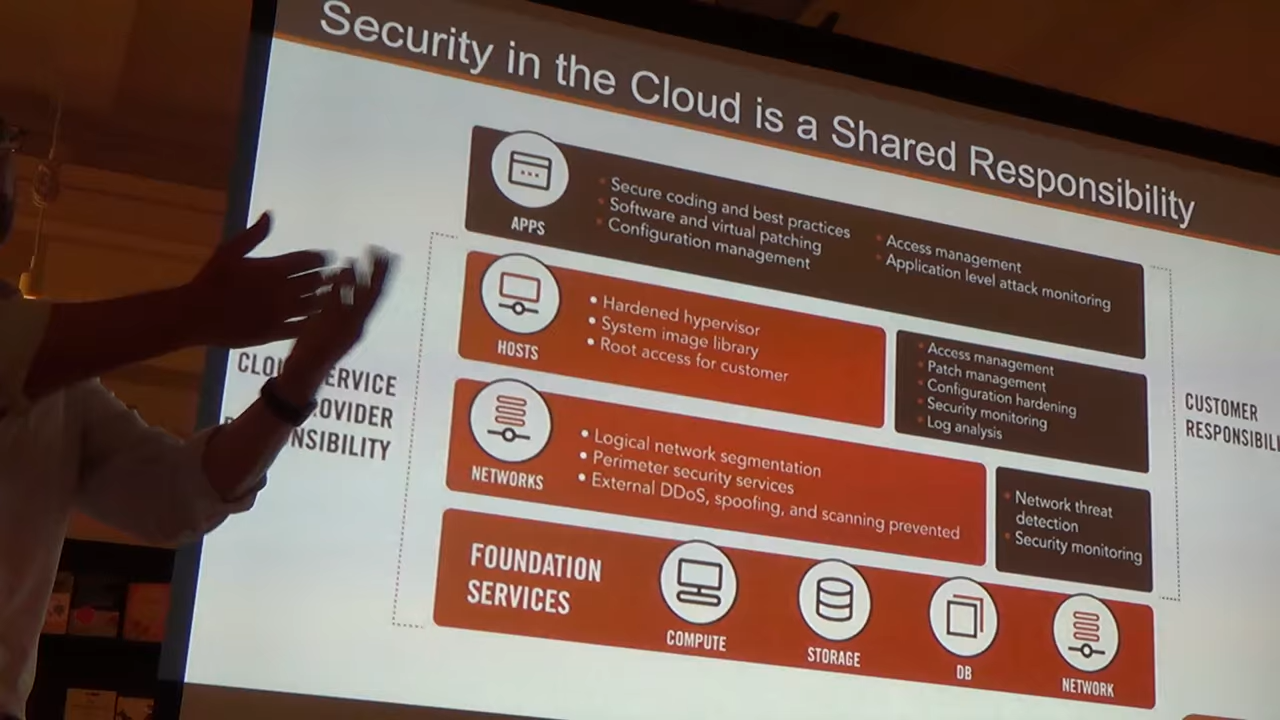 Security in the Cloud is a Shared Responsibility
APPS
Secure coding and best practices
Software and virtual patching
Configuration management
Access management
Application level attack monitoring
HOSTS
Hardened hypervisor
System image library
Root access for customer
Access management
Patch management
Configuration hardening
Security monitoring
Log analysis
NETWORKS
Logical network segmentation
Perimeter security services
External DDoS, spoofing, and scanning prevented
Network threat
detection
Security monitoring
FOUNDATION
SERVICES
COMPUTE
STORAGE
DB
NETWORK
CUSTOMER